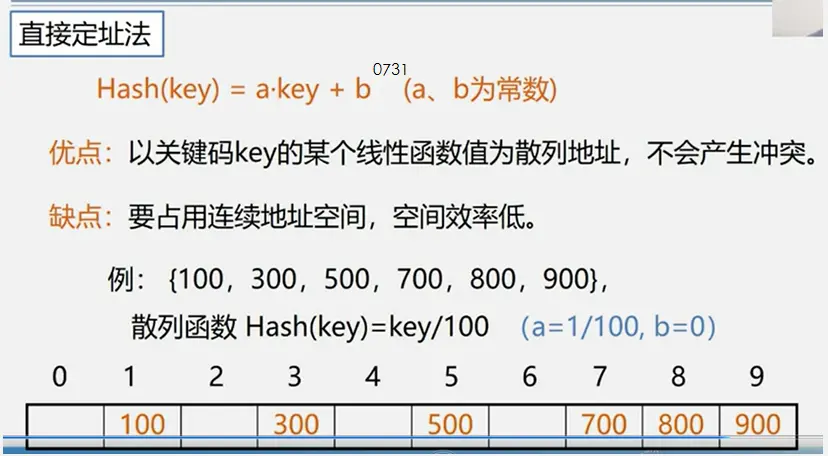 直接定址法
0731
Hash(key) = a·key + b (a、b为常数)
优点：以关键码key的某个线性函数值为散列地址，不会产生冲突。
缺点：要占用连续地址空间，空间效率低。
例： {100，300，500，700，800，900}，
散列函数 Hash(key)=key/100 （a=1/100, b=0）
0 1 2 3 4 5 6 7 8 9
100 300 500 700 800 900